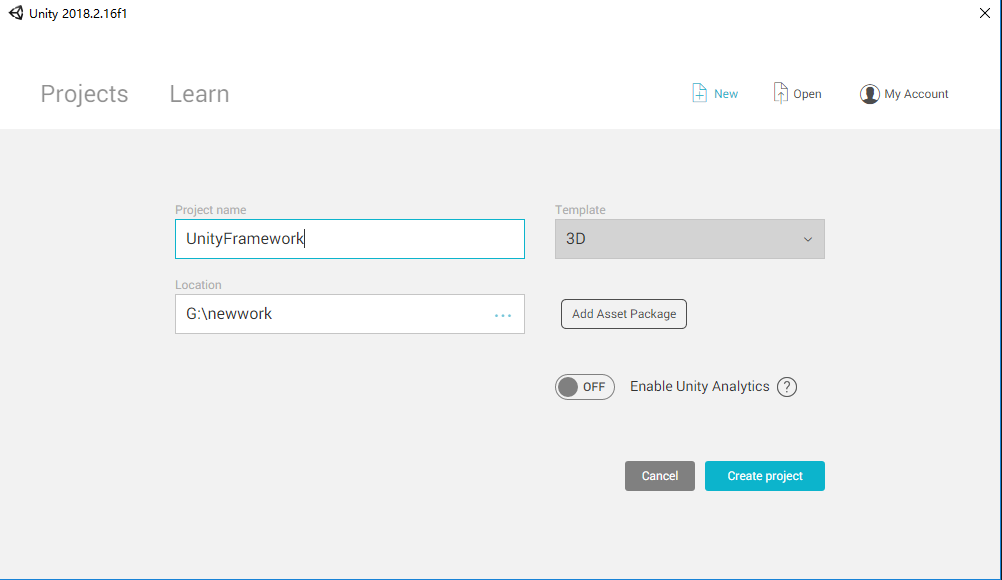 Unity 2018.2.16f1
Projects Learn New Open My Account
Project name Template
UnityFramework 3D
Location
G:\newwork ...
Add Asset Package
OFF Enable Unity Analytics ?
Cancel Create project